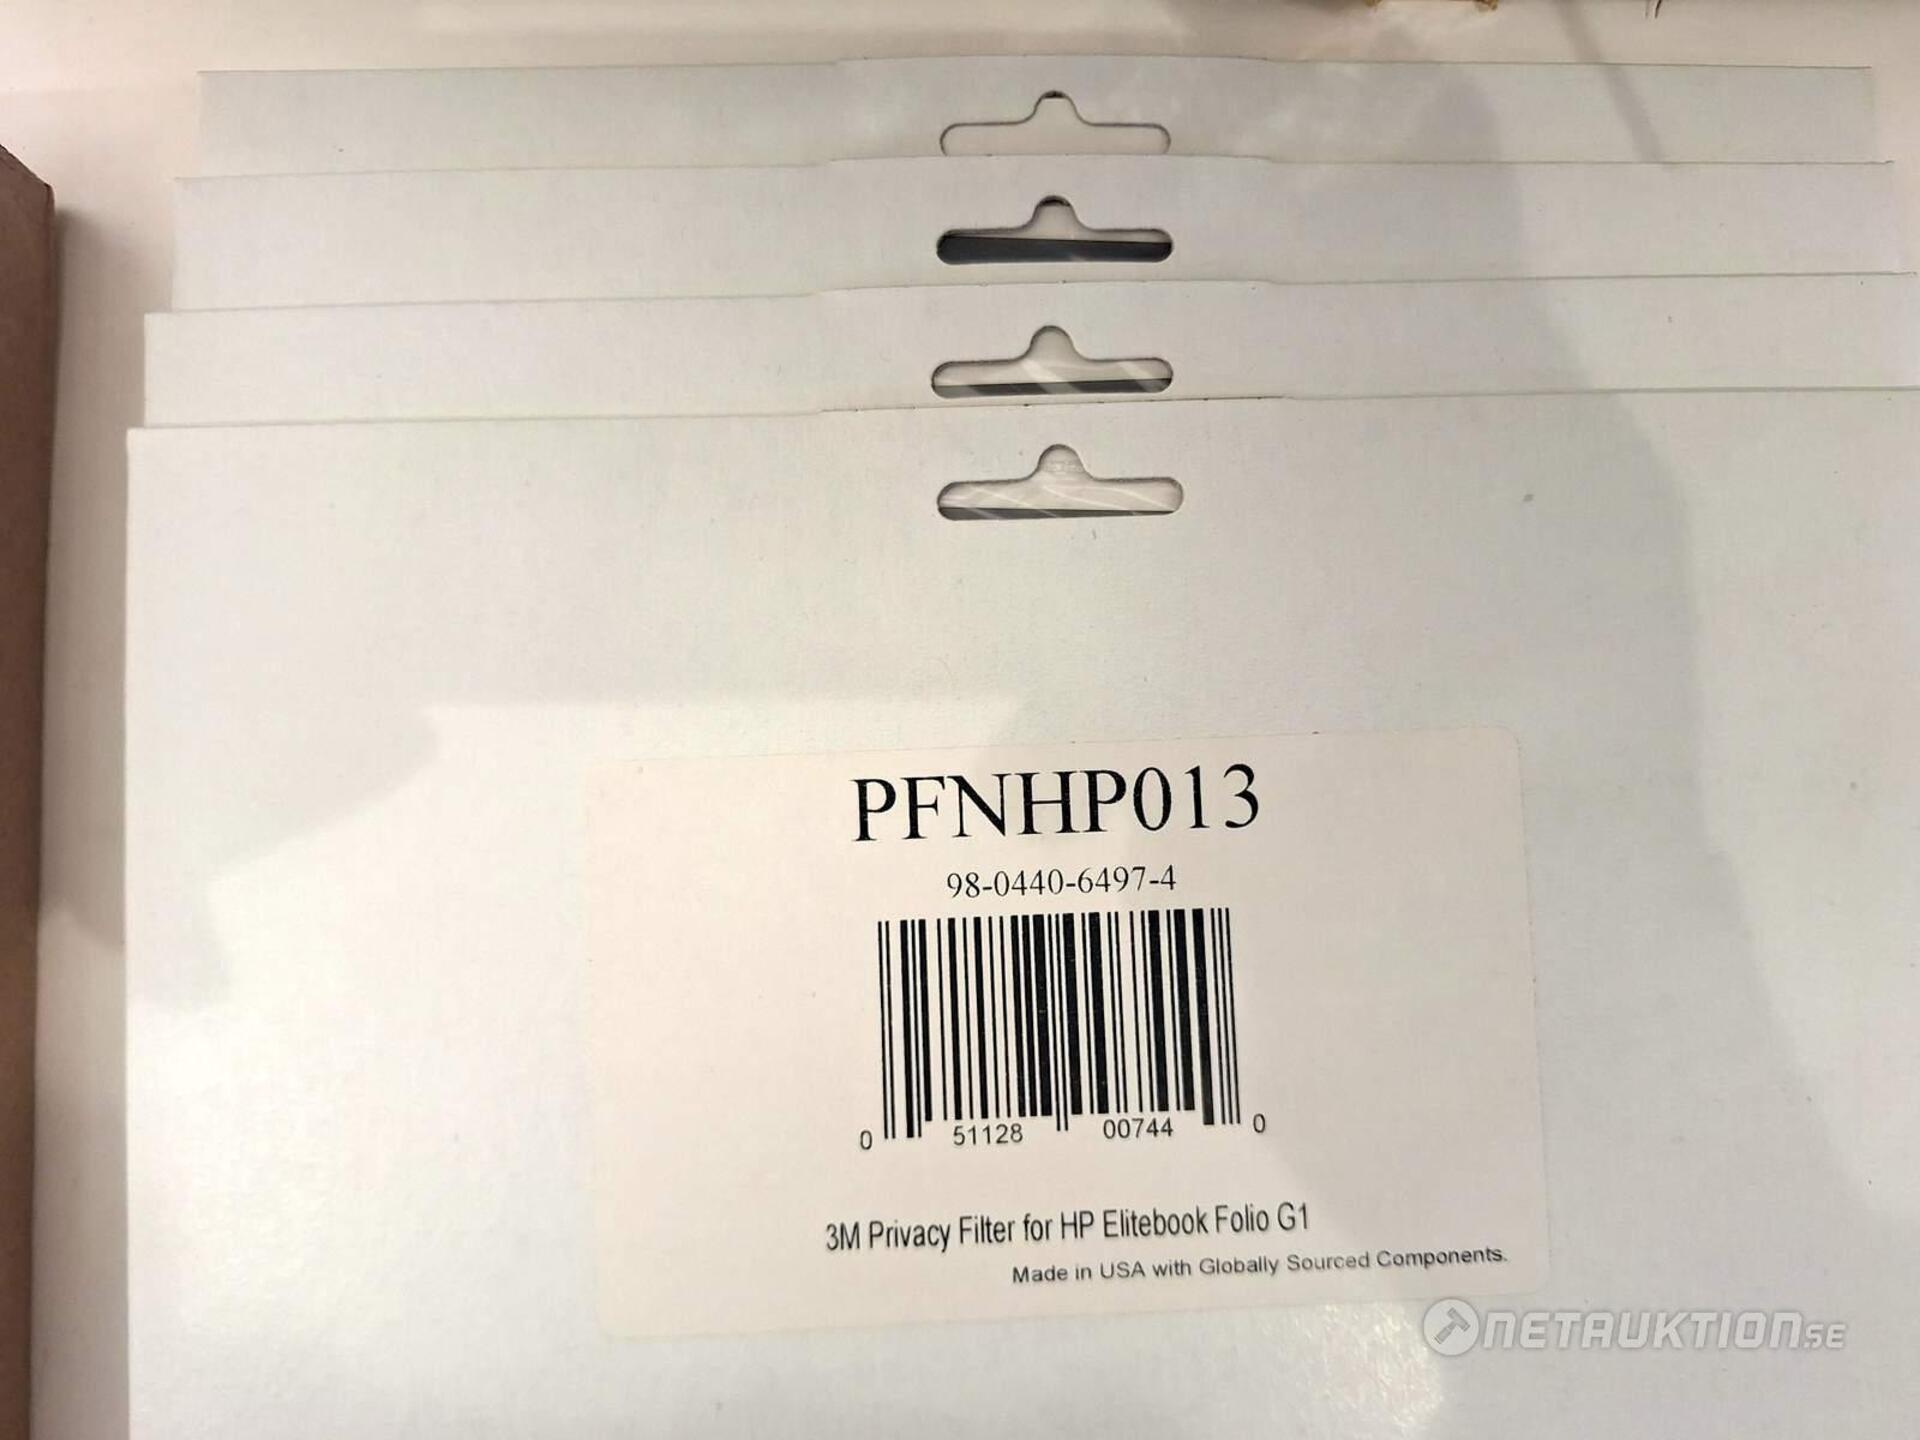 PFNHP013
98-0440-6497-4
0 51128 00744 0
3M Privacy Filter for HP Elitebook Folio G1
Made in USA with Globally Sourced Components.
NETAUKTION.SE